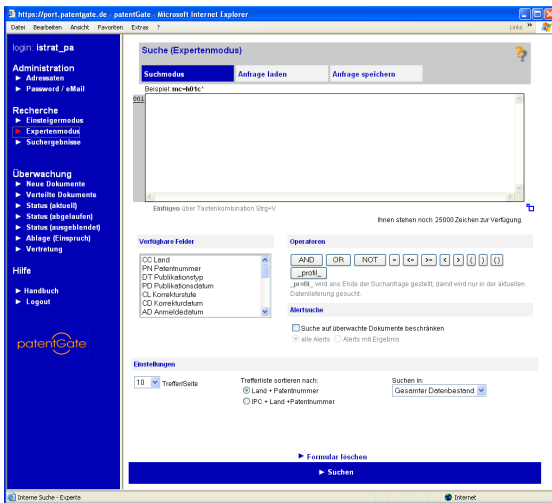 https://port.patentgate.de - patentGate - Microsoft Internet Explorer
Datei Bearbeiten Ansicht Favoriten Extras ? Links »
login: istrat_pa
Administration
► Adressaten
► Password / eMail
Recherche
► Einsteigermodus
► Expertenmodus
► Suchergebnisse
Überwachung
► Neue Dokumente
► Verteilte Dokumente
► Status (aktuell)
► Status (abgelaufen)
► Status (ausgeblendet)
► Ablage (Einspruch)
► Vertretung
Hilfe
► Handbuch
► Logout
patentGate
Suche (Expertenmodus)
?
Suchmodus Anfrage laden Anfrage speichern
Beispiel: mc=h01c*
001
Einfügen über Tastenkombination Strg+V.
Ihnen stehen noch 25000 Zeichen zur Verfügung.
Verfügbare Felder
CC Land
PN Patentnummer
DT Publikationstyp
PD Publikationsdatum
CL Korrekturstufe
CD Korrekturdatum
AD Anmeldedatum
Operatoren
AND OR NOT = <= >= < > ( ) ()
_profil_
_profil_ wird ans Ende der Suchanfrage gestellt; damit wird nur in der aktuellen
Datenlieferung gesucht.
Alertsuche
Suche auf überwachte Dokumente beschränken
alle Alerts Alerts mit Ergebnis
Einstellungen
10 Treffer/Seite
Trefferliste sortieren nach:
Land + Patentnummer
IPC + Land +Patentnummer
Suchen in:
Gesamter Datenbestand
► Formular löschen
► Suchen
Interne Suche - Experte Internet